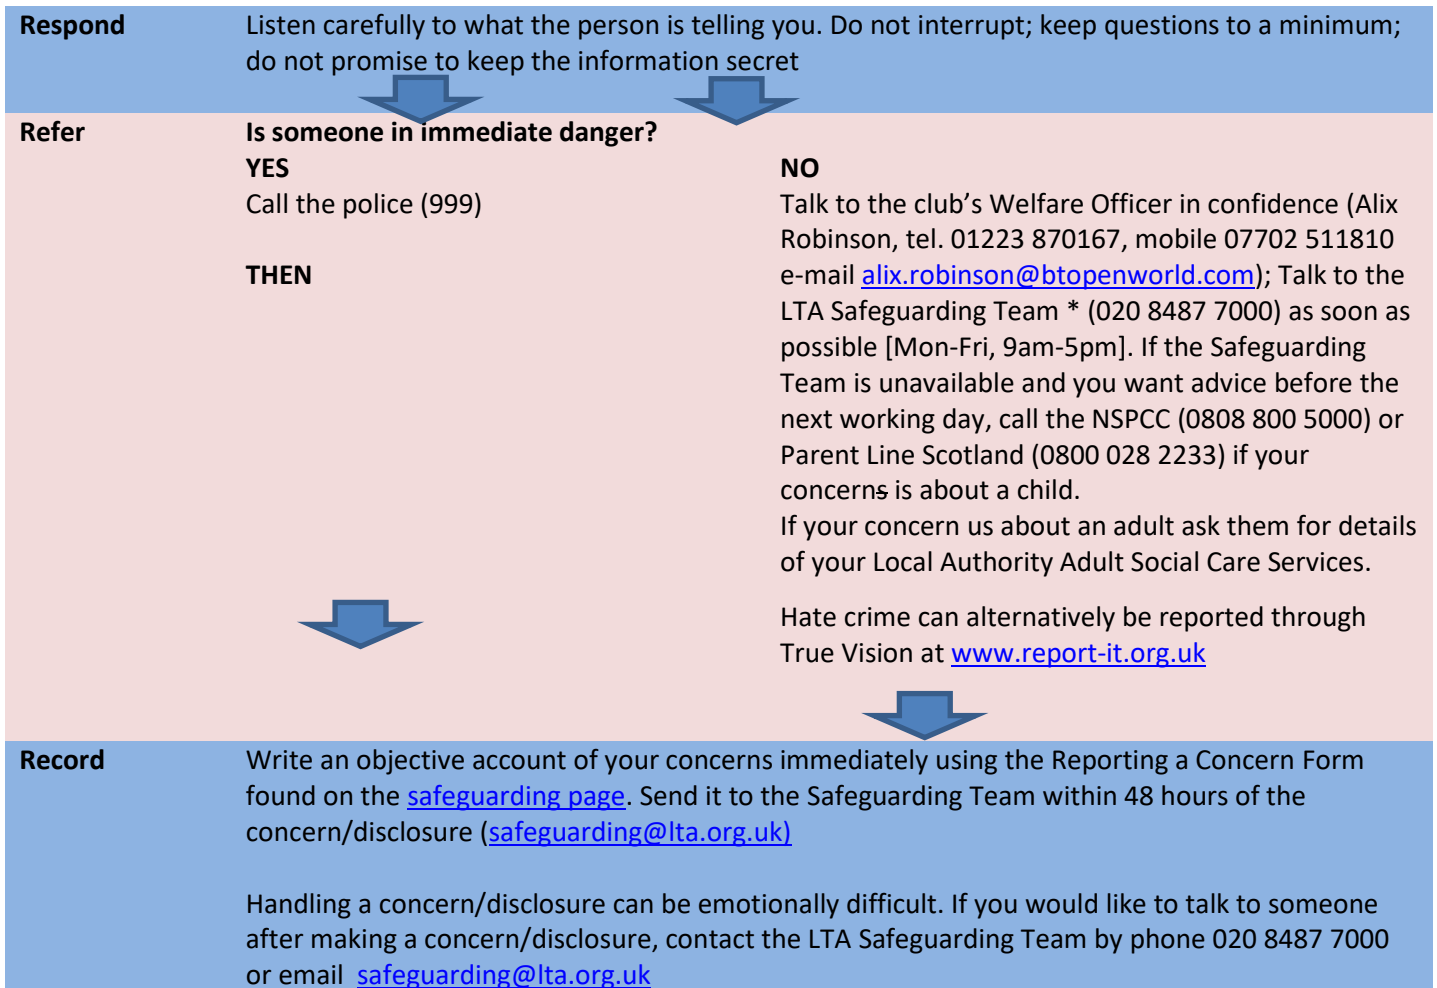 Respond
Listen carefully to what the person is telling you. Do not interrupt; keep questions to a minimum;
do not promise to keep the information secret
Refer
Is someone in immediate danger?
YES
Call the police (999)
THEN
NO
Talk to the club’s Welfare Officer in confidence (Alix
Robinson, tel. 01223 870167, mobile 07702 511810
e-mail alix.robinson@btopenworld.com); Talk to the
LTA Safeguarding Team * (020 8487 7000) as soon as
possible [Mon-Fri, 9am-5pm]. If the Safeguarding
Team is unavailable and you want advice before the
next working day, call the NSPCC (0808 800 5000) or
Parent Line Scotland (0800 028 2233) if your
concerns is about a child.
If your concern us about an adult ask them for details
of your Local Authority Adult Social Care Services.
Hate crime can alternatively be reported through
True Vision at www.report-it.org.uk
Record
Write an objective account of your concerns immediately using the Reporting a Concern Form
found on the safeguarding page. Send it to the Safeguarding Team within 48 hours of the
concern/disclosure (safeguarding@lta.org.uk)
Handling a concern/disclosure can be emotionally difficult. If you would like to talk to someone
after making a concern/disclosure, contact the LTA Safeguarding Team by phone 020 8487 7000
or email safeguarding@lta.org.uk